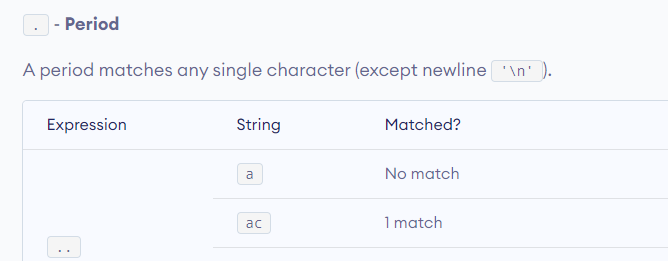 . - Period
A period matches any single character (except newline '\n').
Expression String Matched?
a No match
ac 1 match
..